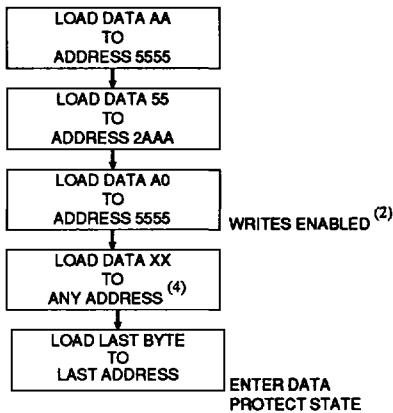 LOAD DATA AA
TO
ADDRESS 5555
LOAD DATA 55
TO
ADDRESS 2AAA
LOAD DATA A0
TO
ADDRESS 5555
WRITES ENABLED (2)
LOAD DATA XX
TO
ANY ADDRESS (4)
LOAD LAST BYTE
TO
LAST ADDRESS
ENTER DATA
PROTECT STATE